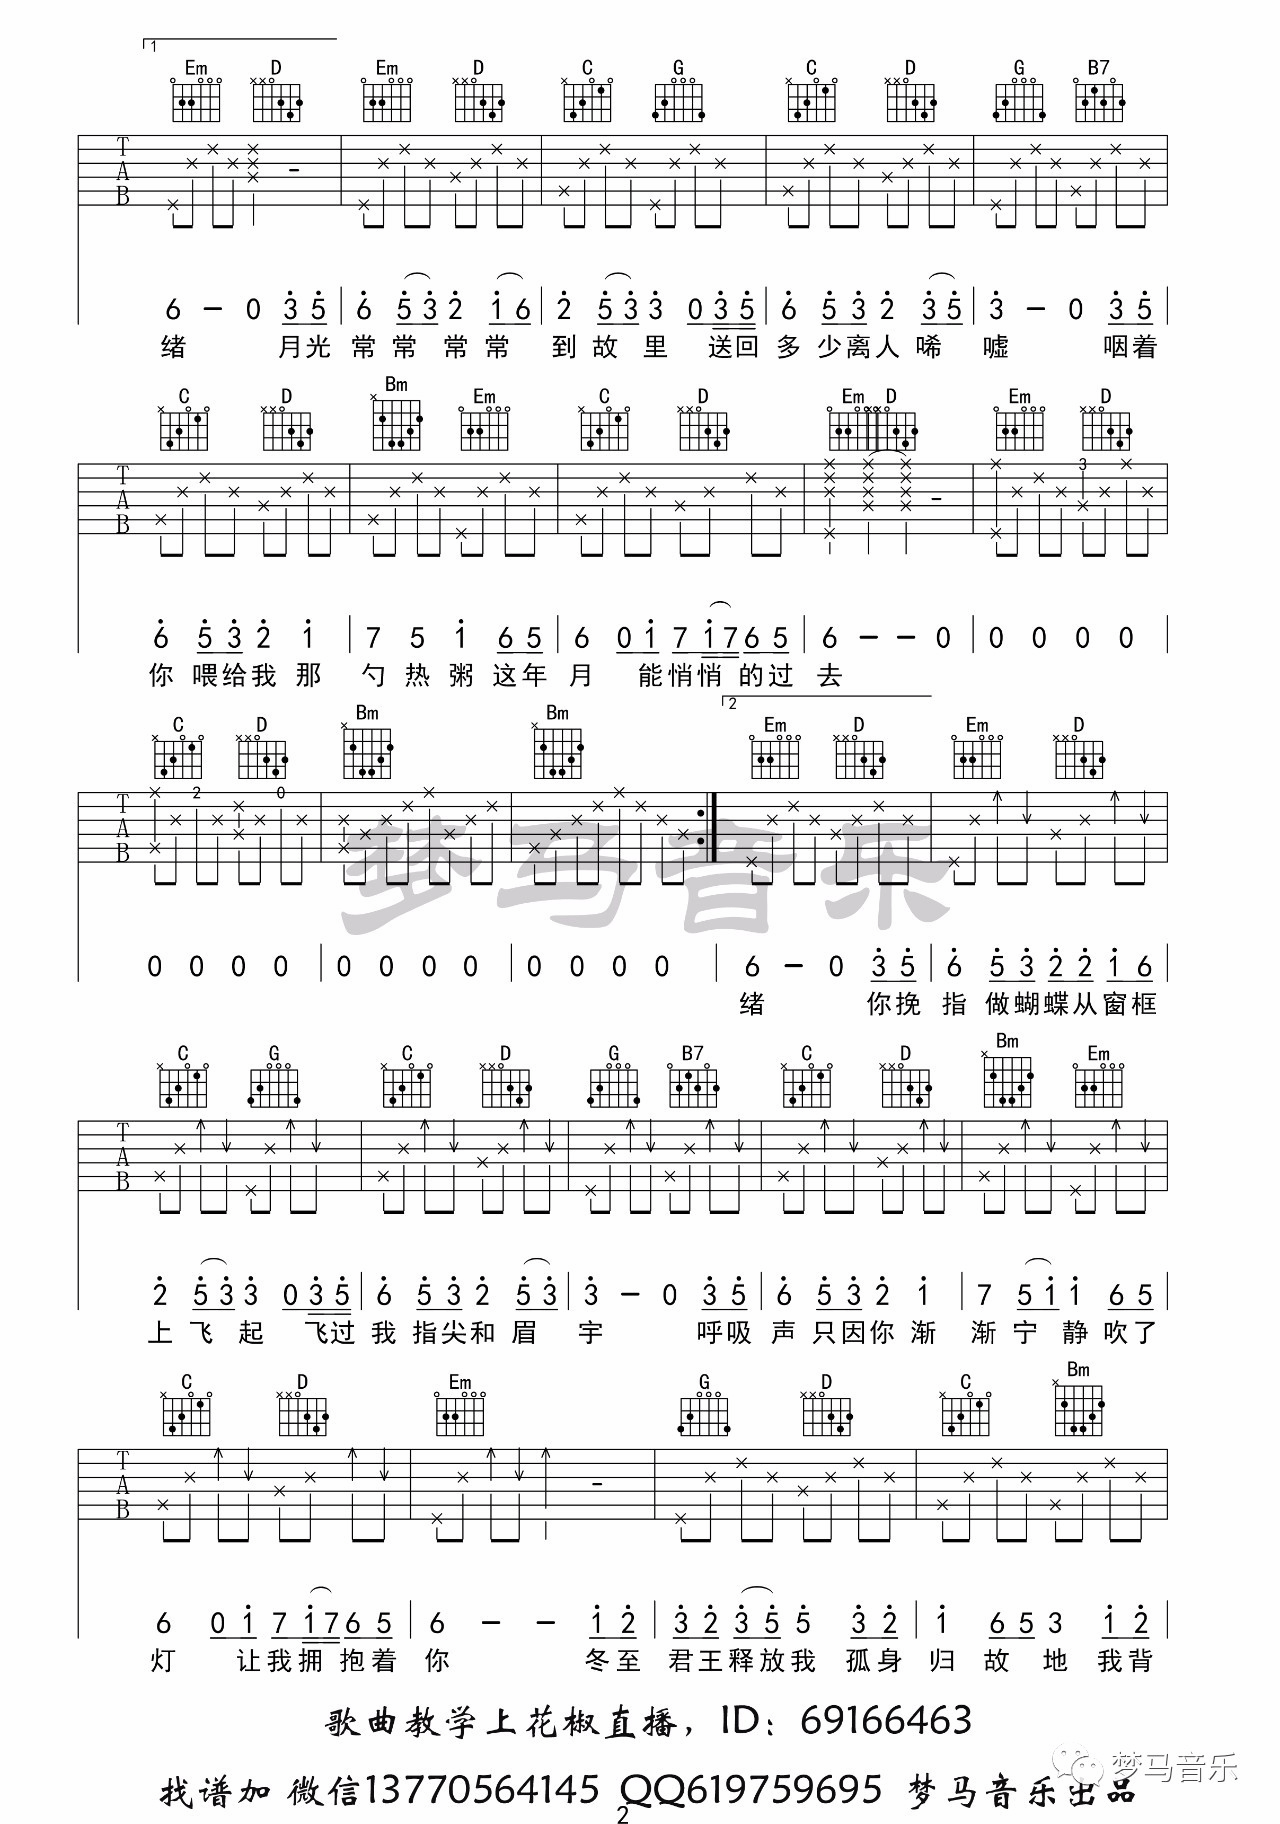 1
Em D Em D C G C D G B7
T A B
6 － 0 3 5 6 5 3 2 1 6 2 5 3 3 0 3 5 6 5 3 2 3 5 3 － 0 3 5
绪 月光 常常 常常 到故里 送回 多少离人唏 嘘 咽着
C D Bm Em C D Em D Em D
T A B
3
6 5 3 2 1 7 5 1 6 5 6 0 1 7 1 7 6 5 6 － － 0 0 0 0 0
你 喂给我那 勺热粥 这年月 能悄悄的过去
2
C D Bm Bm Em D Em D
T A B
2 0
梦马音乐
0 0 0 0 0 0 0 0 0 0 0 0 6 － 0 3 5 6 5 3 2 2 1 6
绪 你挽 指 做蝴蝶从窗框
C G C D G B7 C D Bm Em
T A B
2 5 3 3 0 3 5 6 5 3 2 5 3 3 － 0 3 5 6 5 3 2 1 7 5 1 1 6 5
上飞起 飞过我指尖和眉宇 呼吸声只因你渐 渐宁静吹了
C D Em G D C Bm
T A B
6 0 1 7 1 7 6 5 6 － － 1 2 3 2 3 5 5 3 2 1 6 5 3 1 2
灯 让我拥抱着你 冬至 君王释放我 孤身归故地我背
歌曲教学上花椒直播，ID：69166463
找谱加 微信13770564145 QQ619759695 梦马音乐出品
梦马音乐
2